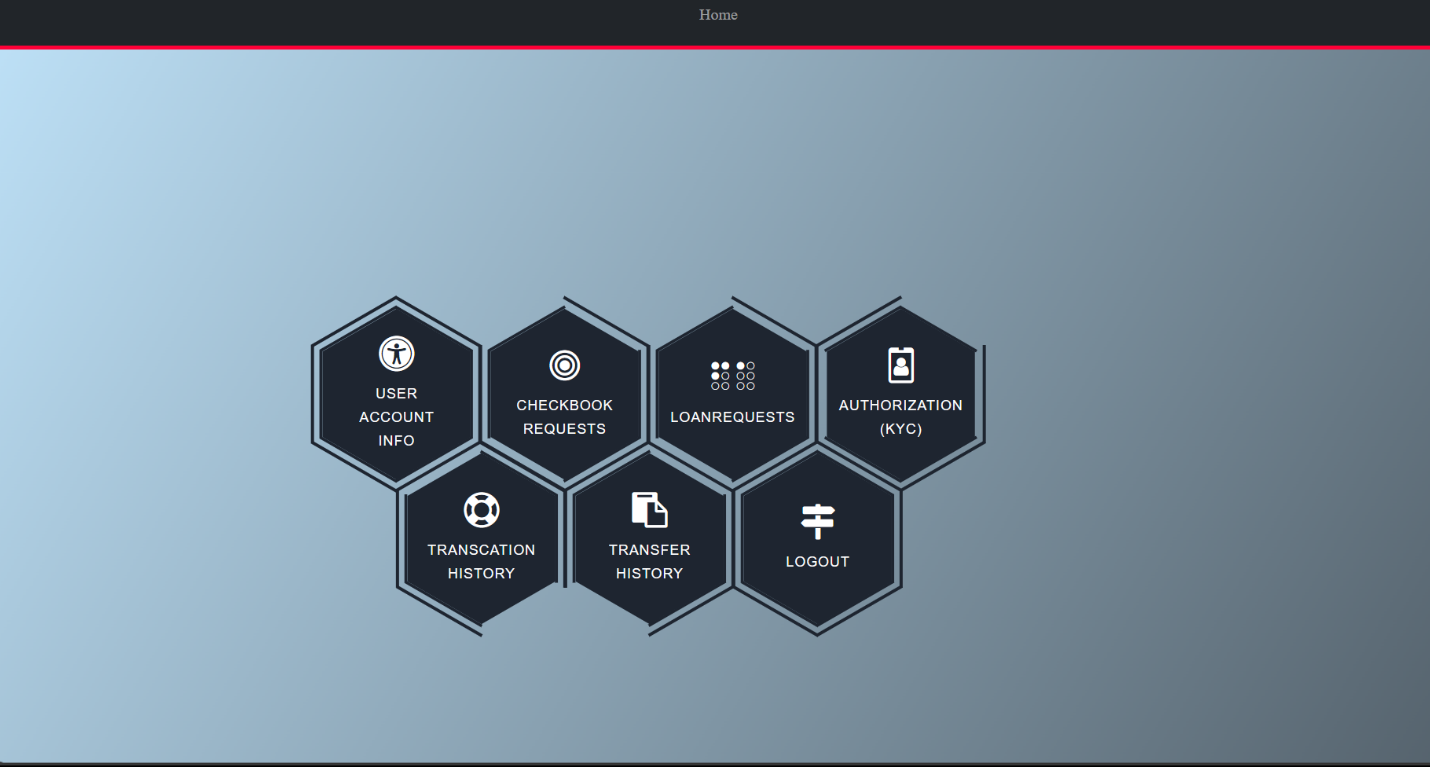 Home
USER
ACCOUNT
INFO
CHECKBOOK
REQUESTS
LOANREQUESTS
AUTHORIZATION
(KYC)
TRANSCATION
HISTORY
TRANSFER
HISTORY
LOGOUT